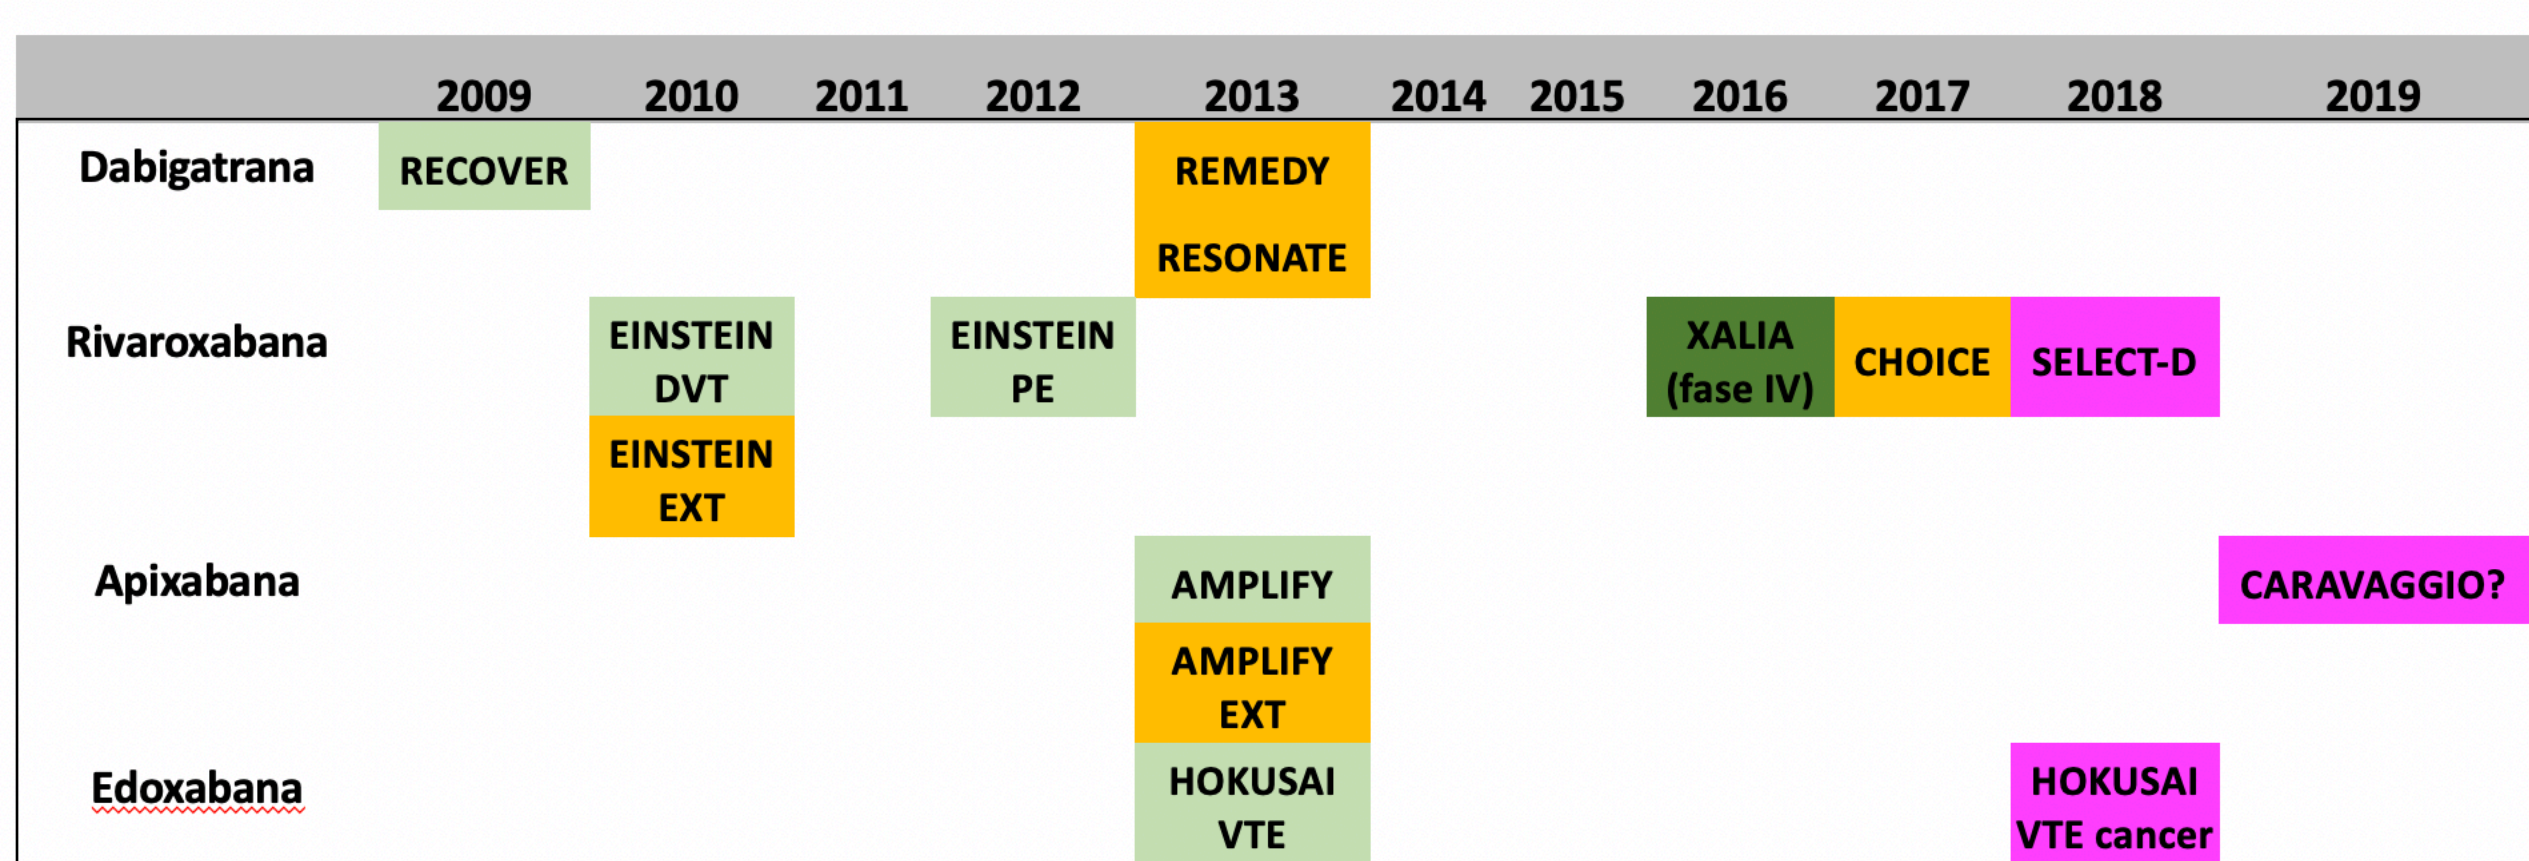 2009 2010 2011 2012 2013 2014 2015 2016 2017 2018 2019
Dabigatrana RECOVER REMEDY
RESONATE
Rivaroxabana EINSTEIN EINSTEIN XALIA CHOICE SELECT-D
DVT PE (fase IV)
EINSTEIN
EXT
Apixabana AMPLIFY CARAVAGGIO?
AMPLIFY
EXT
Edoxabana HOKUSAI HOKUSAI
VTE VTE cancer